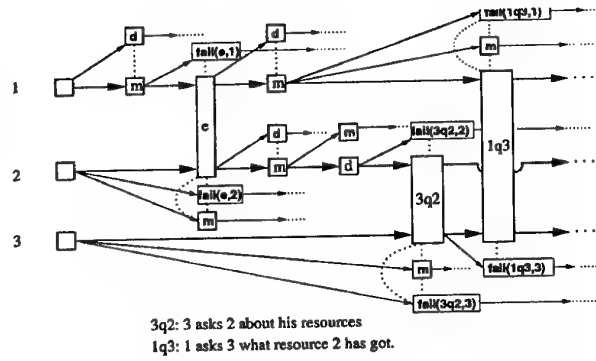 fail(1q3,1)
d
d
fail(e,1)
m
1
m
m
e
1q3
d
m
fail(3q2,2)
2
m
d
3q2
fail(e,2)
m
3
m
fail(1q3,3)
fail(3q2,3)
3q2: 3 asks 2 about his resources
1q3: 1 asks 3 what resource 2 has got.